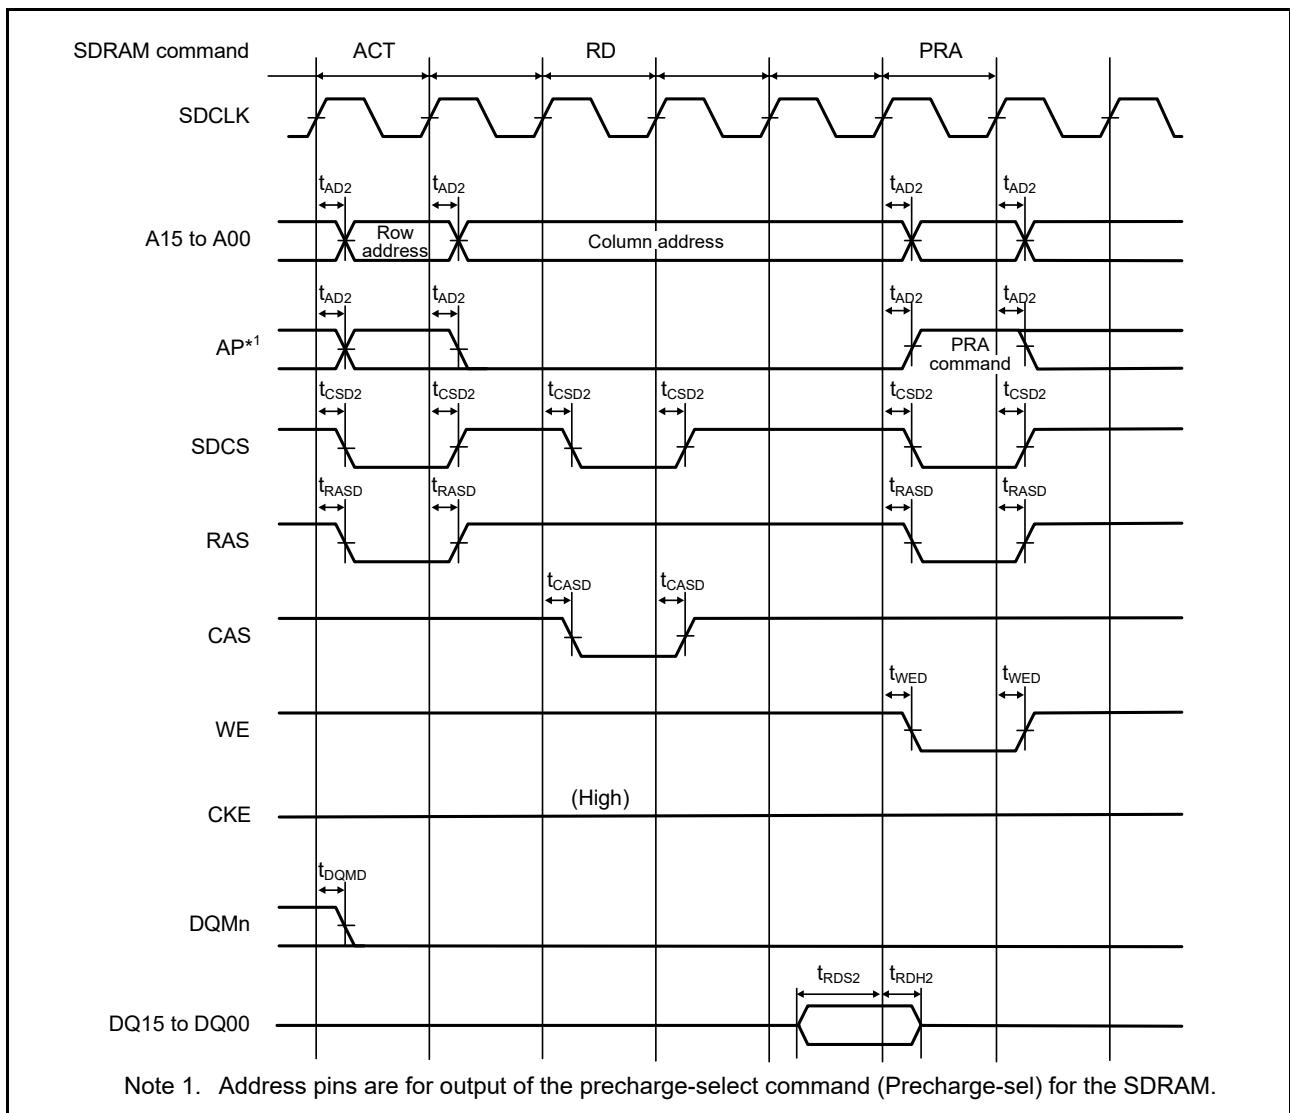 SDRAM command ACT RD PRA
SDCLK
tAD2 tAD2 tAD2 tAD2
A15 to A00 Row address Column address
tAD2 tAD2 tAD2 tAD2
AP*1 PRA command
tCSD2 tCSD2 tCSD2 tCSD2 tCSD2 tCSD2
SDCS
tRASD tRASD tRASD tRASD
RAS
tCASD tCASD
CAS
tWED tWED
WE
(High)
CKE
tDQMD
DQMn
tRDS2 tRDH2
DQ15 to DQ00
Note 1. Address pins are for output of the precharge-select command (Precharge-sel) for the SDRAM.